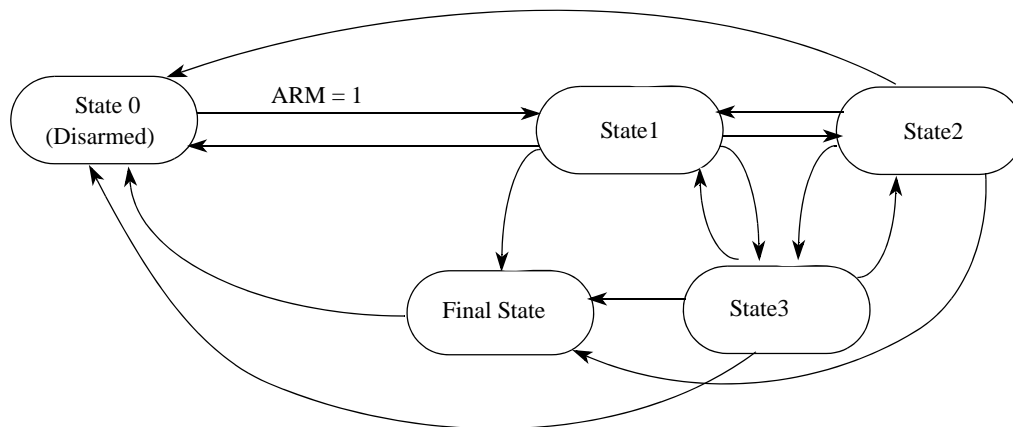 State 0
(Disarmed)
ARM = 1
State1
State2
Final State
State3